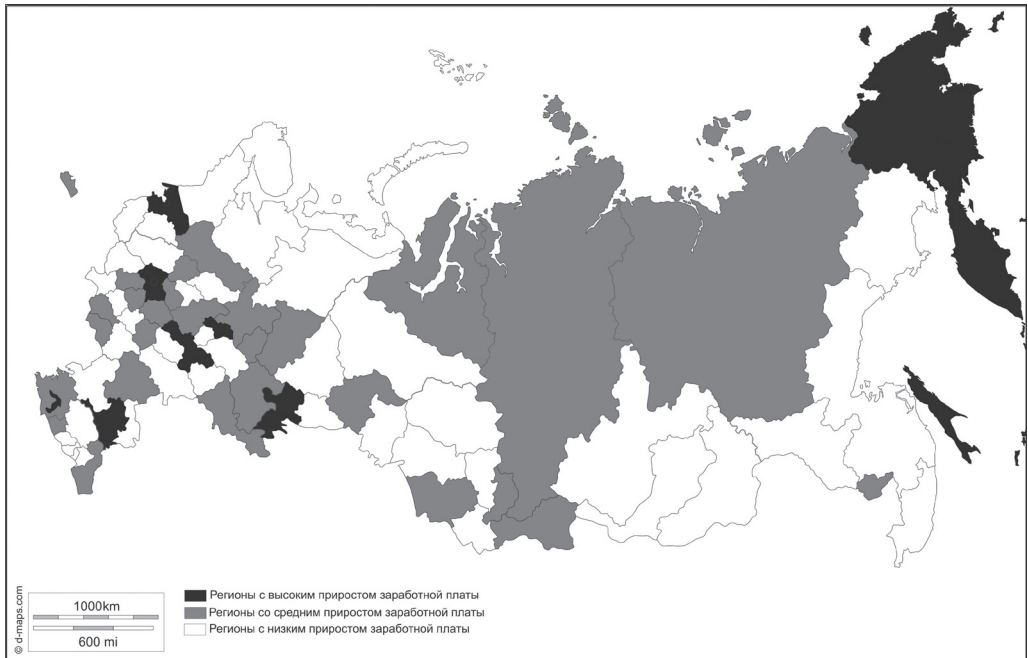 Регионы с высоким приростом заработной платы
Регионы со средним приростом заработной платы
Регионы с низким приростом заработной платы
1000km
600 mi
© d-maps.com